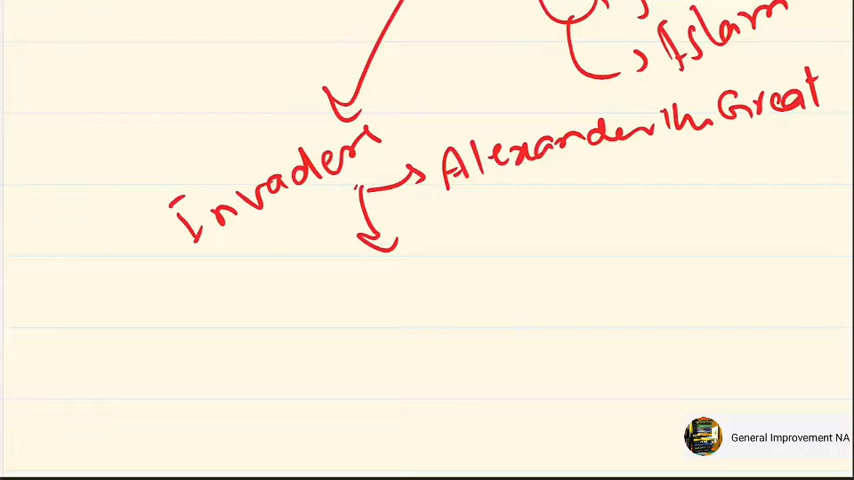 Islam
Alexander the Great
Invaders
General Improvement NA